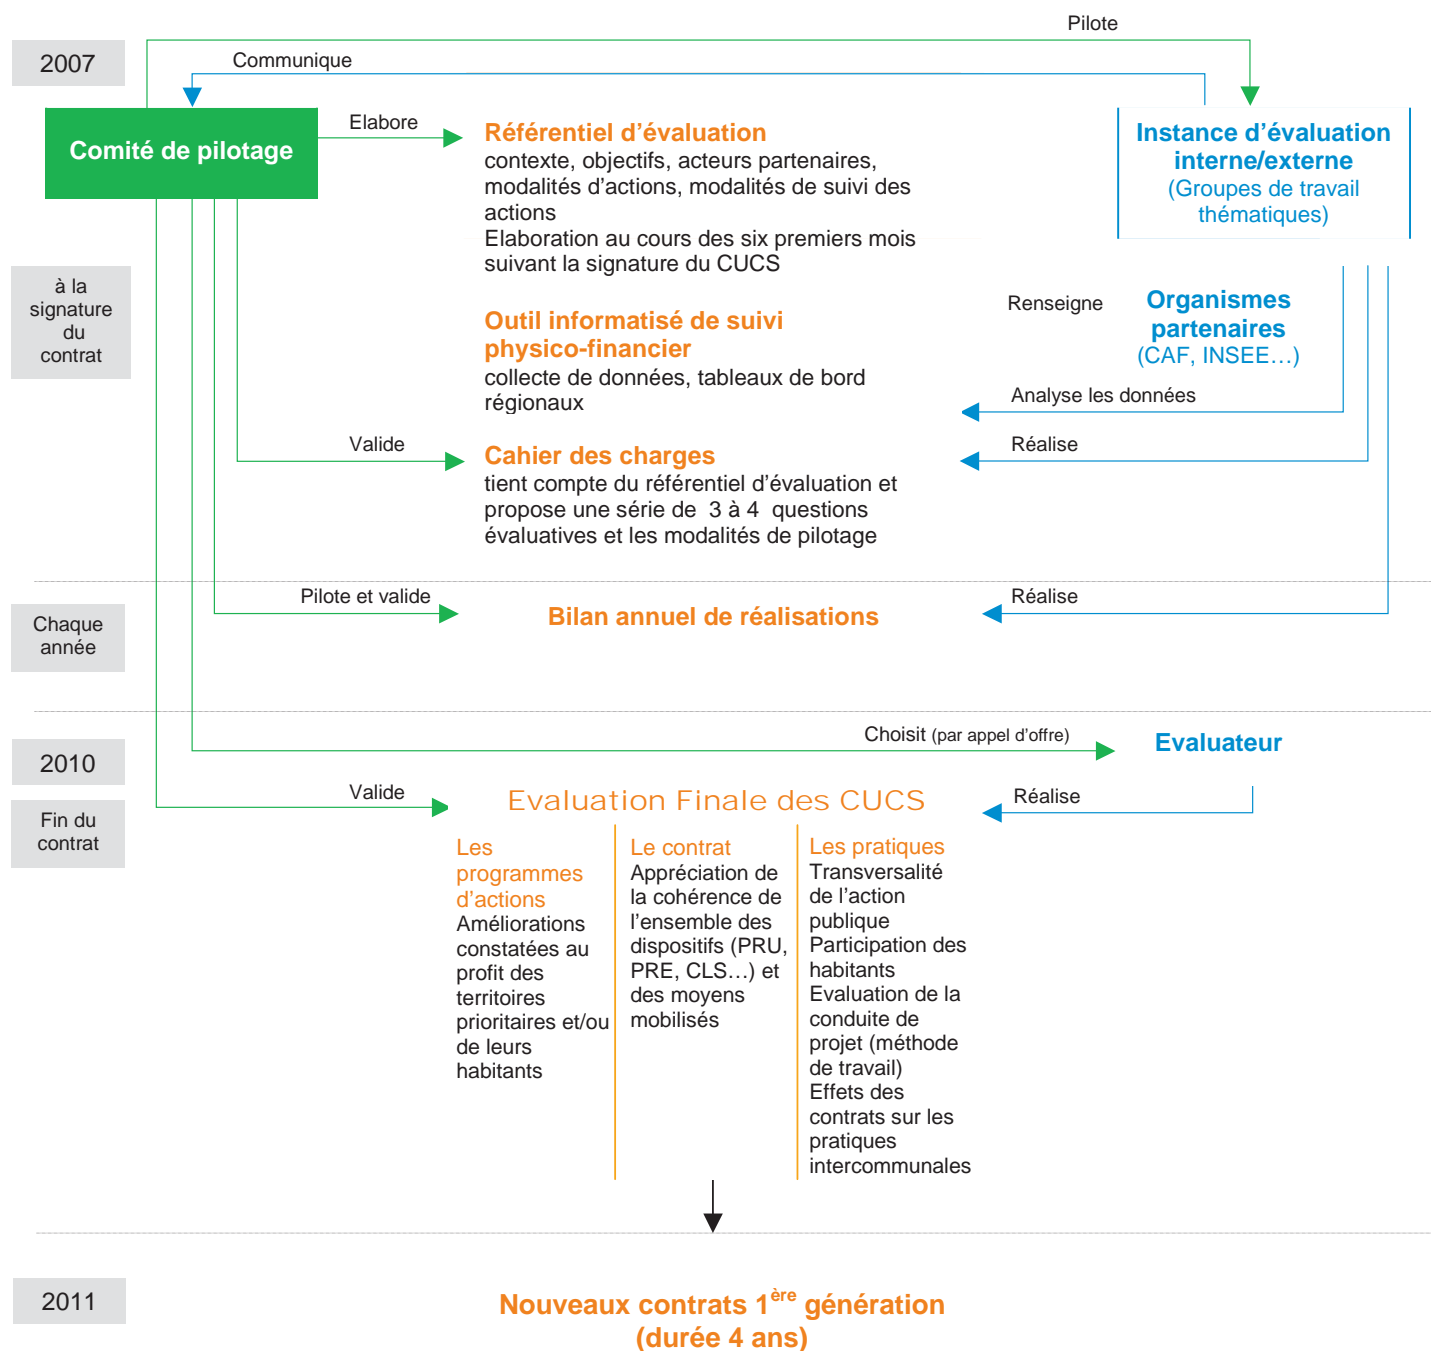 Pilote
2007
Communique
Comité de pilotage
Elabore
Référentiel d'évaluation
contexte, objectifs, acteurs partenaires,
modalités d'actions, modalités de suivi des
actions
Elaboration au cours des six premiers mois
suivant la signature du CUCS
Instance d'évaluation
interne/externe
(Groupes de travail
thématiques)
à la
signature
du
contrat
Outil informatisé de suivi
physico-financier
collecte de données, tableaux de bord
régionaux
Renseigne
Organismes
partenaires
(CAF, INSEE…)
Analyse les données
Valide
Cahier des charges
tient compte du référentiel d'évaluation et
propose une série de 3 à 4 questions
évaluatives et les modalités de pilotage
Réalise
Chaque
année
Pilote et valide
Bilan annuel de réalisations
Réalise
2010
Choisit (par appel d'offre)
Evaluateur
Fin du
contrat
Valide
Evaluation Finale des CUCS
Réalise
Les
programmes
d'actions
Améliorations
constatées au
profit des
territoires
prioritaires et/ou
de leurs
habitants
Le contrat
Appréciation de
la cohérence de
l'ensemble des
dispositifs (PRU,
PRE, CLS…) et
des moyens
mobilisés
Les pratiques
Transversalité
de l'action
publique
Participation des
habitants
Evaluation de la
conduite de
projet (méthode
de travail)
Effets des
contrats sur les
pratiques
intercommunales
2011
Nouveaux contrats 1ère génération
(durée 4 ans)